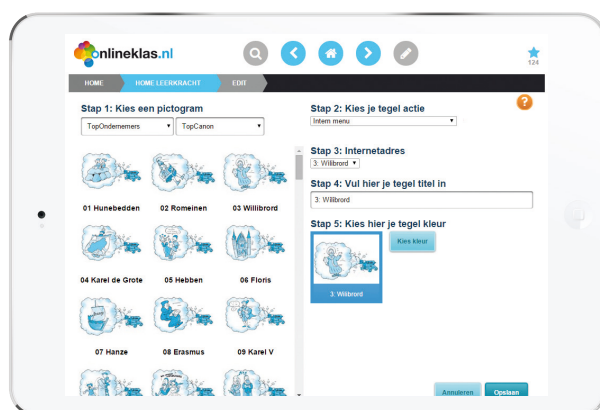 onlineklas.nl
124
HOME HOME LEERKRACHT EDIT
Stap 1: Kies een pictogram
TopOndernemers TopCanon
01 Hunebedden 02 Romeinen 03 Willibrord
04 Karel de Grote 05 Hebben 06 Floris
07 Hanze 08 Erasmus 09 Karel V
Stap 2: Kies je tegel actie
Intern menu
?
Stap 3: Internetadres
3: Wilibrord
Stap 4: Vul hier je tegel titel in
3: Willibrord
Stap 5: Kies hier je tegel kleur
Kies kleur
3: Wilibrord
Annuleren Opslaan